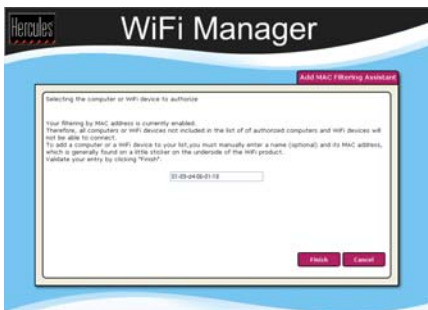 Hercules
WiFi Manager
Add MAC Filtering Assistant
Selecting the computer or WiFi device to authorize
Your filtering by MAC address is currently enabled.
Therefore, all computers or WiFi devices not included in the list of of authorized computers and WiFi devices will
not be able to connect.
To add a computer or a WiFi device to your list,you must manually enter a name (optional) and its MAC address,
which is generally found on a little sticker on the underside of the WiFi product.
Validate your entry by clicking "Finish".
Finish
Cancel